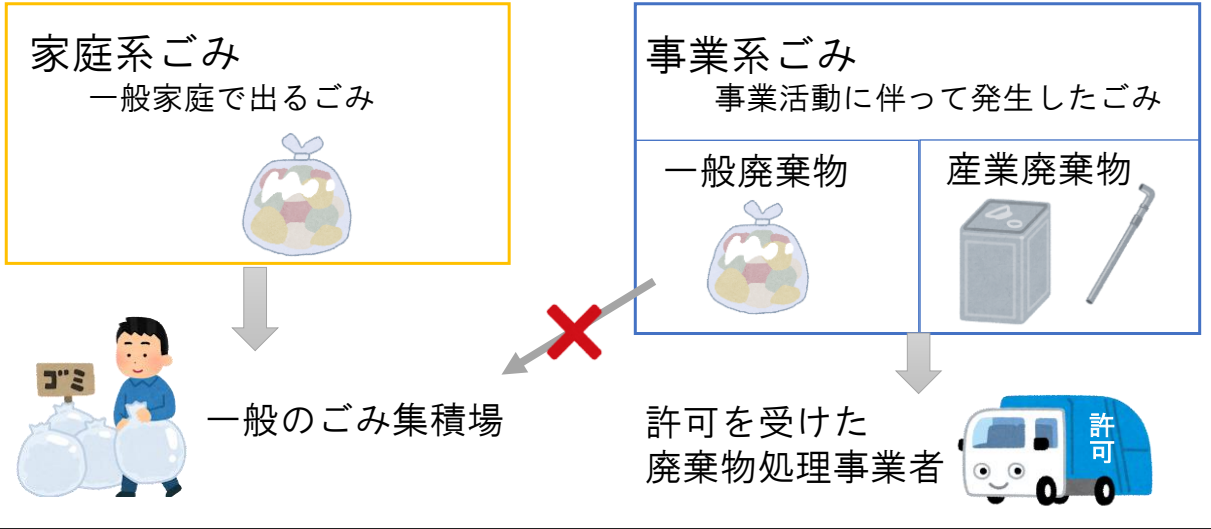 家庭系ごみ
一般家庭で出るごみ
事業系ごみ
事業活動に伴って発生したごみ
一般廃棄物
産業廃棄物
ゴミ
一般のごみ集積場
許可を受けた
廃棄物処理事業者
許可